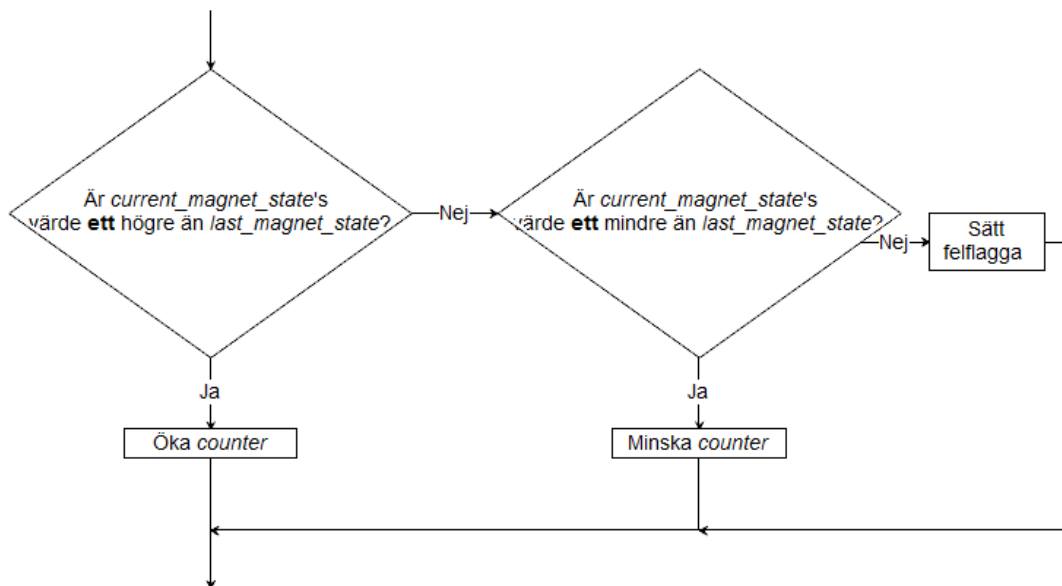 Är current_magnet_state's
värde ett högre än last_magnet_state?
Nej
Är current_magnet_state's
värde ett mindre än last_magnet_state?
Nej
Sätt
felflagga
Ja
Ja
Öka counter
Minska counter